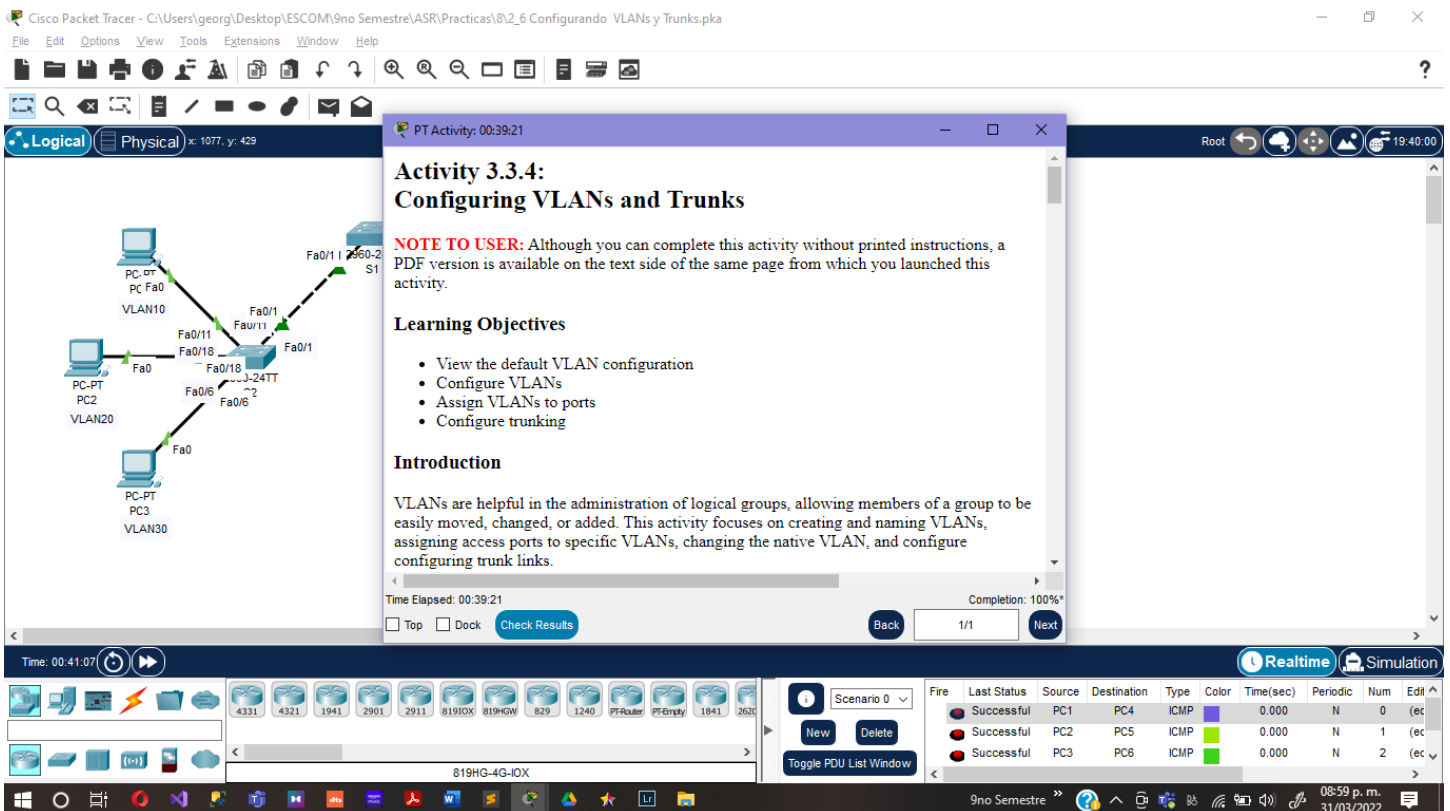 Cisco Packet Tracer - C:\Users\georg\Desktop\ESCOM\9no Semestre\ASR\Practicas\8\2_6 Configurando VLANs y Trunks.pka
File Edit Options View Tools Extensions Window Help
Logical Physical x: 1077, y: 429
Root 19:40:00
PT Activity: 00:39:21
Activity 3.3.4:
Configuring VLANs and Trunks
NOTE TO USER: Although you can complete this activity without printed instructions, a
PDF version is available on the text side of the same page from which you launched this
activity.
Learning Objectives
• View the default VLAN configuration
• Configure VLANs
• Assign VLANs to ports
• Configure trunking
Introduction
VLANs are helpful in the administration of logical groups, allowing members of a group to be
easily moved, changed, or added. This activity focuses on creating and naming VLANs,
assigning access ports to specific VLANs, changing the native VLAN, and configure
configuring trunk links.
Time Elapsed: 00:39:21 Completion: 100%*
Top Dock Check Results Back 1/1 Next
Fa0/1
S1
Fa0
VLAN10
Fa0/1
Fa0/11
Fa0/11
Fa0/18
Fa0/1
Fa0
Fa0/18
PC-PT
PC2
VLAN20
Fa0/6
Fa0/6
Fa0
PC-PT
PC3
VLAN30
Time: 00:41:07
Realtime Simulation
4331 4321 1941 2901 2911 819IOX 819HGW 829 1240 PT-Router PT-Empty 1841 262
819HG-4G-IOX
Scenario 0
New Delete
Toggle PDU List Window
Fire Last Status Source Destination Type Color Time(sec) Periodic Num Edi
Successful PC1 PC4 ICMP 0.000 N 0 (ec
Successful PC2 PC5 ICMP 0.000 N 1 (ec
Successful PC3 PC6 ICMP 0.000 N 2 (ec
9no Semestre
08:59 p. m.
31/03/2022